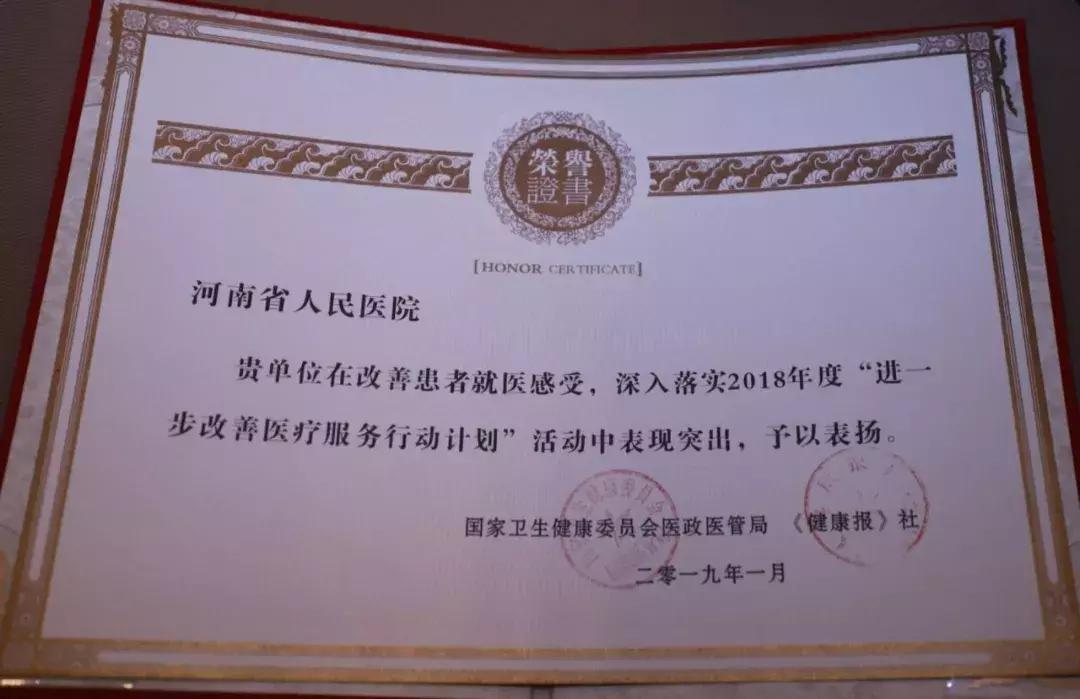 榮譽
證書
[HONOR CERTIFICATE]
河南省人民医院
贵单位在改善患者就医感受，深入落实2018年度“进一
步改善医疗服务行动计划”活动中表现突出，予以表扬。
国家卫生健康委员会医政医管局 《健康报》社
二零一九年一月